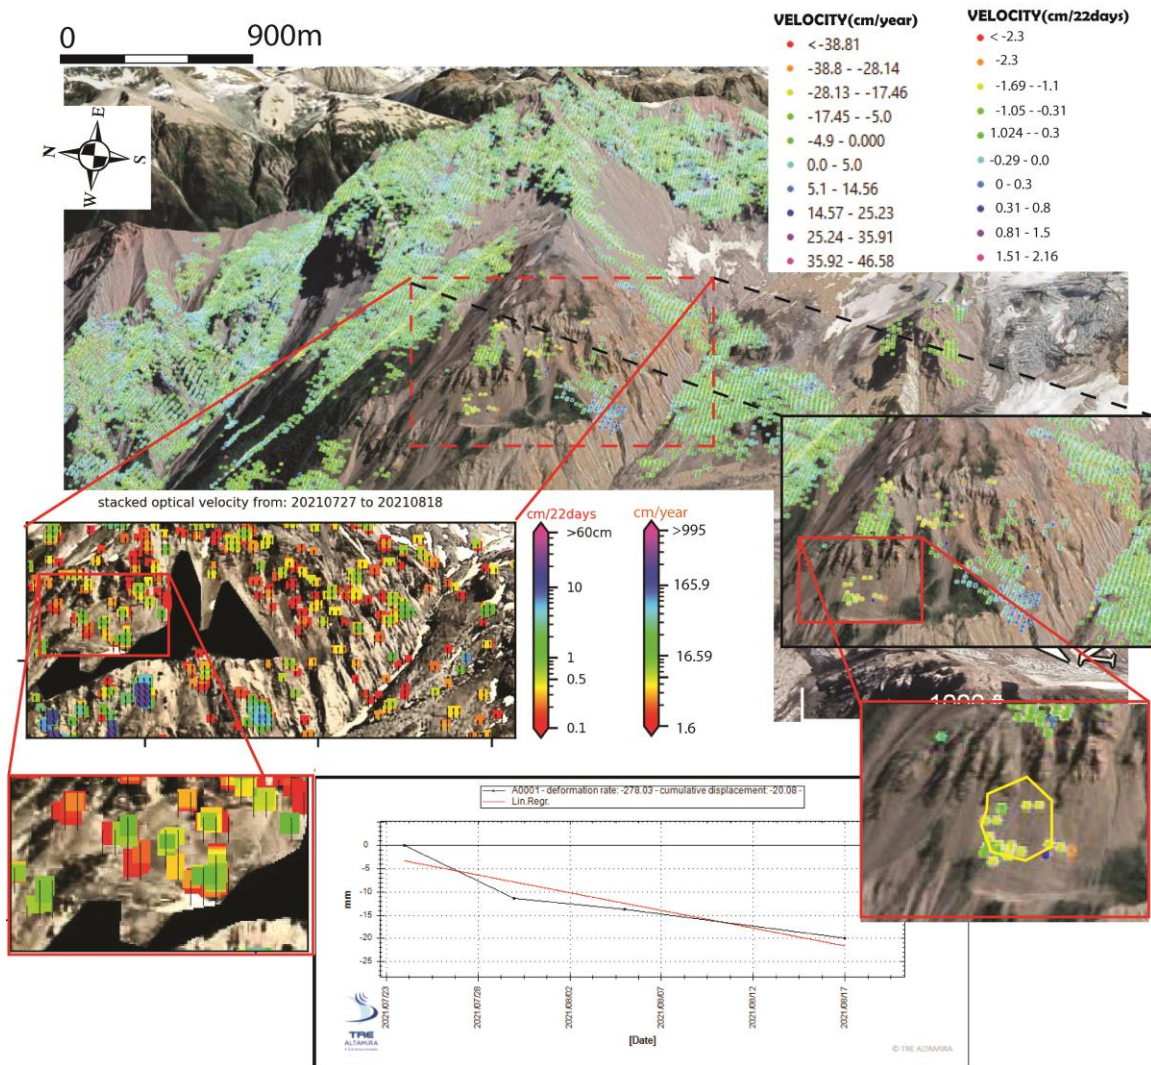 0 900m
N
E
S
W
VELOCITY(cm/year)
<-38.81
-38.8 - -28.14
-28.13 - -17.46
-17.45 - -5.0
-4.9 - 0.000
0.0 - 5.0
5.1 - 14.56
14.57 - 25.23
25.24 - 35.91
35.92 - 46.58
VELOCITY(cm/22days)
< -2.3
-2.3
-1.69 - -1.1
-1.05 - -0.31
1.024 - - 0.3
-0.29 - 0.0
0 - 0.3
0.31 - 0.8
0.81 - 1.5
1.51 - 2.16
stacked optical velocity from: 20210727 to 20210818
cm/22days
>60cm
10
1
0.5
0.1
cm/year
>995
165.9
16.59
1.6
A0001 - deformation rate: -278.03 - cumulative displacement: -20.08 -
Lin.Regr.
mm
0
-5
-10
-15
-20
-25
2021/07/23
2021/07/28
2021/08/02
2021/08/07
2021/08/12
2021/08/17
[Date]
TRE
ALTAMIRA
© TRE ALTAMIRA